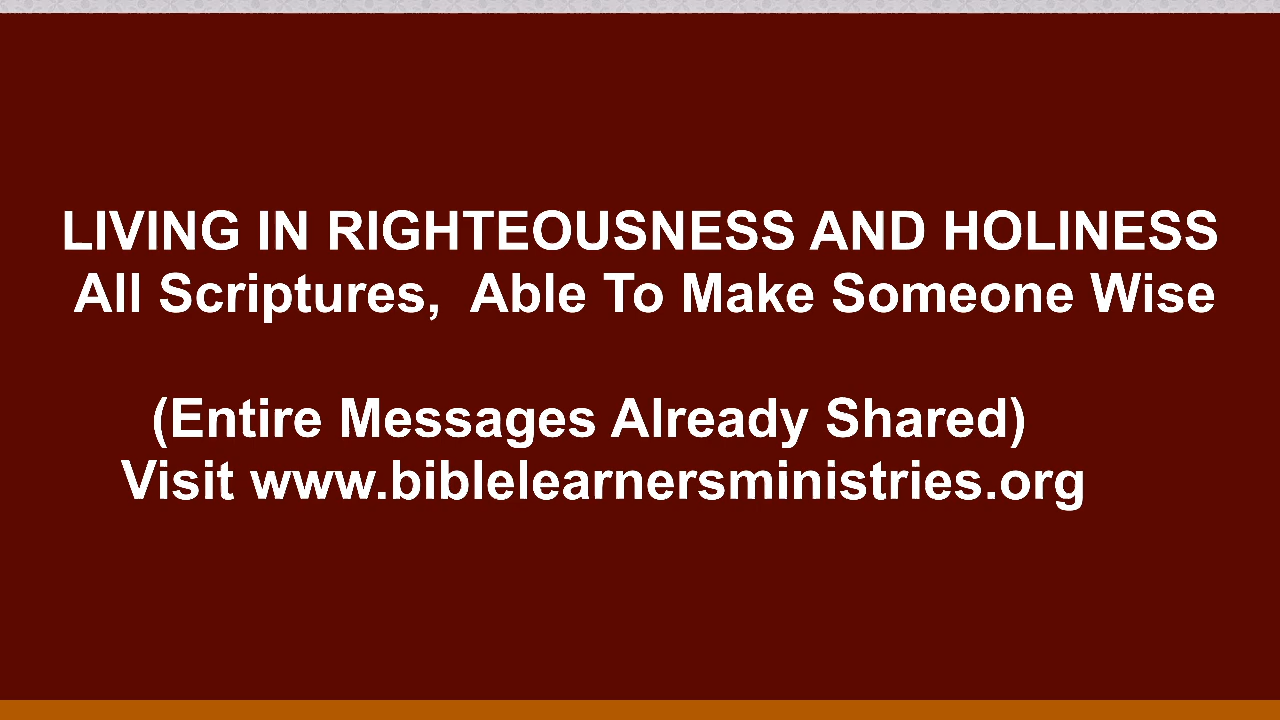 LIVING IN RIGHTEOUSNESS AND HOLINESS
All Scriptures,  Able To Make Someone Wise
(Entire Messages Already Shared)
Visit www.biblelearnersministries.org